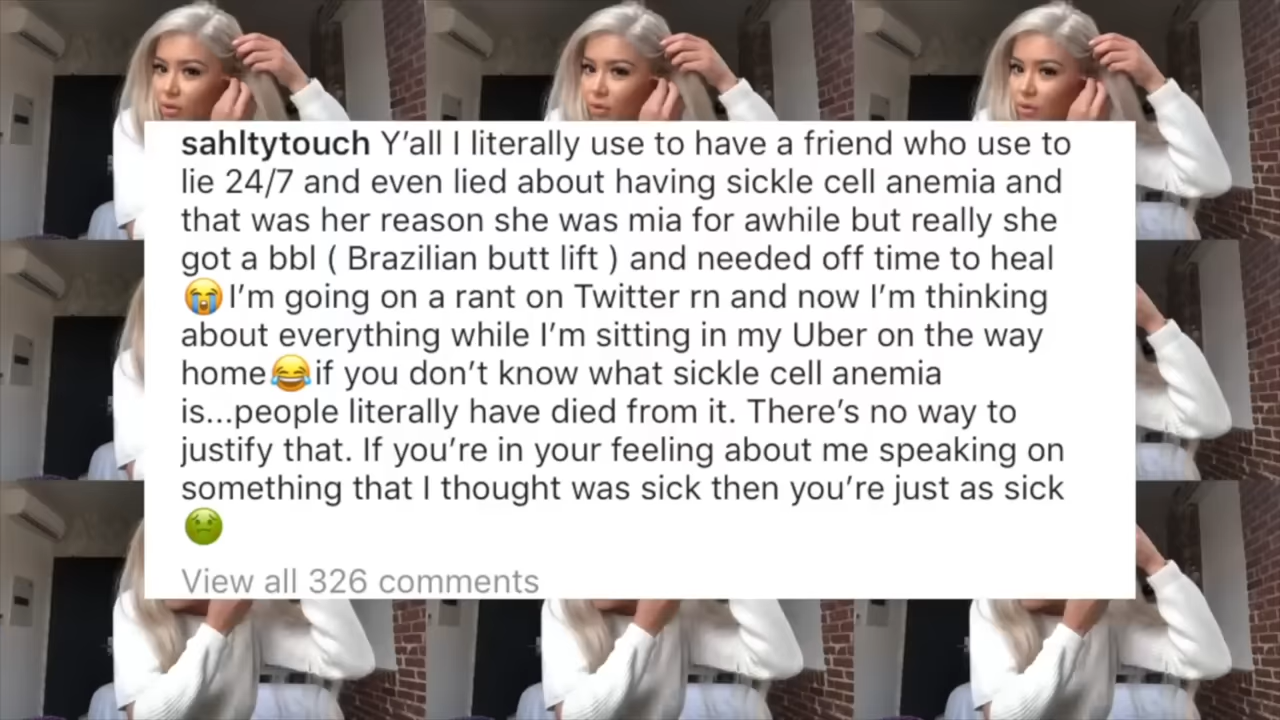 sahltytouch Y'all I literally use to have a friend who use to
lie 24/7 and even lied about having sickle cell anemia and
that was her reason she was mia for awhile but really she
got a bbl ( Brazilian butt lift ) and needed off time to heal
😭I'm going on a rant on Twitter rn and now I'm thinking
about everything while I'm sitting in my Uber on the way
home😂if you don't know what sickle cell anemia
is...people literally have died from it. There's no way to
justify that. If you're in your feeling about me speaking on
something that I thought was sick then you're just as sick
🤢
View all 326 comments